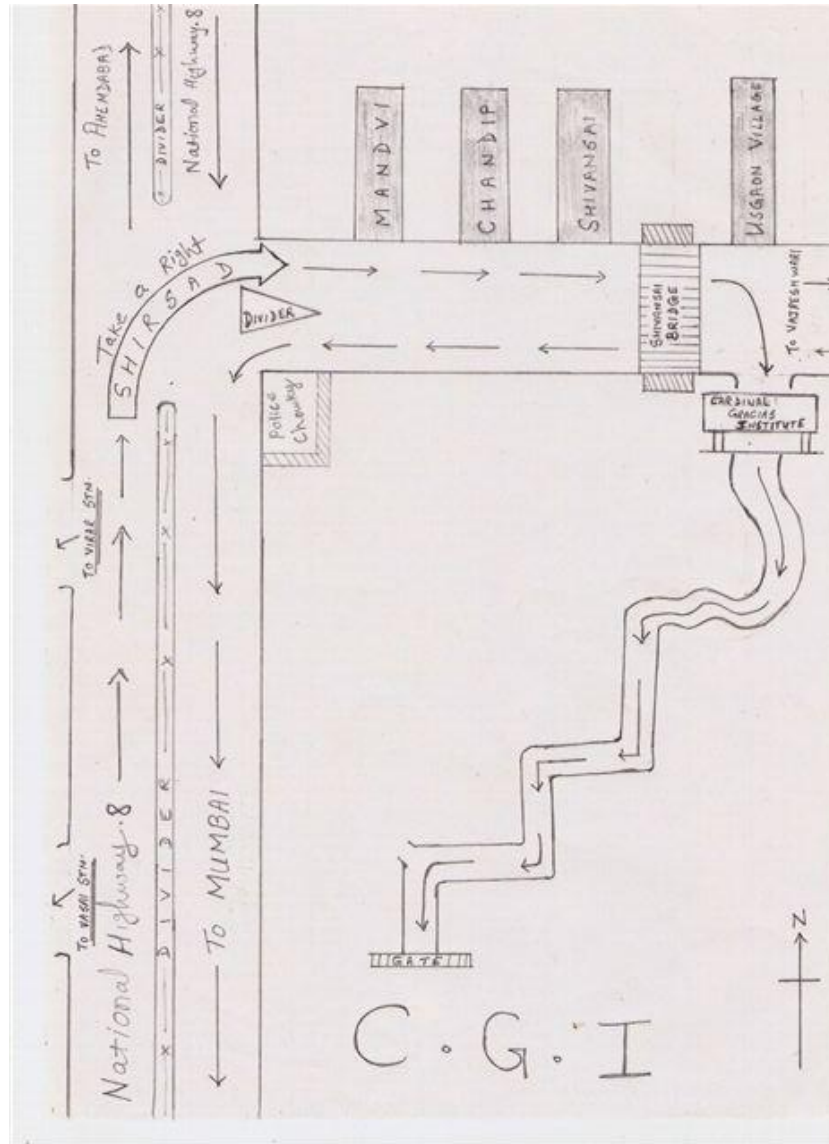 To AHEMDABAD
DIVIDER
National Highway.8
MANDVI
CHANDIP
SHIVANSAI
USGAON VILLAGE
Take a Right
SHIRSAD
DIVIDER
SHIVANSAI
BRIDGE
To VAJRESHWARI
Police
Chowky
CARDINAL
GRACIAS
INSTITUTE
To VIRAR STN.
To VASAI STN.
National Highway.8
DIVIDER
To MUMBAI
GATE
N
C.G.I